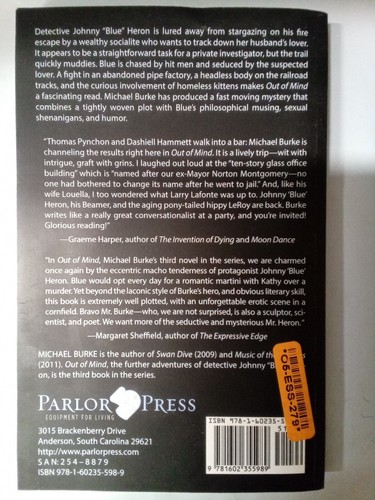 Detective Johnny "Blue" Heron is lured away from stargazing on his fire
escape by a wealthy socialite who wants to track down her husband's lover.
It appears to be a straightforward task for a private investigator, but the trail
quickly muddies. Blue is chased by hit men and seduced by the suspected
lover. A fight in an abandoned pipe factory, a headless body on the railroad
tracks, and the curious involvement of homeless kittens makes Out of Mind
a fascinating read. Michael Burke has produced a fast moving mystery that
combines a tightly woven plot with Blue's philosophical musing, sexual
shenanigans, and humor.
"Thomas Pynchon and Dashiell Hammett walk into a bar: Michael Burke is
channeling the results right here in Out of Mind. It is a lively trip—wit with
intrigue, graft with grins. I laughed out loud at the "ten-story glass office
building" which is "named after our ex-Mayor Norton Montgomery—no
one had bothered to change its name after he went to jail." And, like his
wife Louella, I too wondered what Larry Lafonte was up to. Johnny 'Blue'
Heron, his Beamer, and the aging pony-tailed hippy LeRoy are back. Burke
writes like a really great conversationalist at a party, and you're invited!
Glorious reading!"
—Graeme Harper, author of The Invention of Dying and Moon Dance
"In Out of Mind, Michael Burke's third novel in the series, we are charmed
once again by the eccentric macho tenderness of protagonist Johnny 'Blue'
Heron. Blue would opt every day for a romantic martini with Kathy over a
murder. Yet beyond the laconic style of Burke's hero, and obvious literary skill,
this book is extremely well plotted, with an unforgettable erotic scene in a
cornfield. Bravo Mr. Burke—who, we are not surprised, is also a sculptor, sci-
entist, and poet. We want more of the seductive and mysterious Mr. Heron."
—Margaret Sheffield, author of The Expressive Edge
MICHAEL BURKE is the author of Swan Dive (2009) and Music of the
(2011). Out of Mind, the further adventures of detective Johnny "B
on, is the third book in the series.
PARLOR PRESS
EQUIPMENT FOR LIVING
3015 Brackenberry Drive
Anderson, South Carolina 29621
http://www.parlorpress.com
SAN: 254-8879
ISBN 978-1-60235-598-9
ISBN 978-1-60235-5
9 781602 355989
*O5-ESS-279*